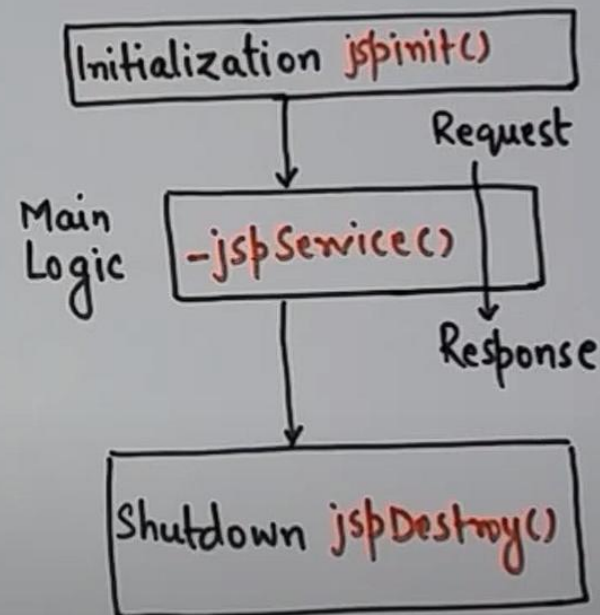 Initialization jspinit()
Request
Main
Logic
-jspService()
Response
Shutdown jspDestroy()